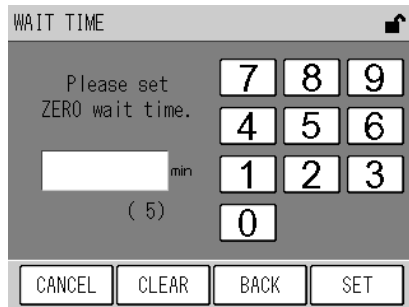 WAIT TIME
Please set
ZERO wait time.
min
( 5)
7 8 9
4 5 6
1 2 3
0
CANCEL CLEAR BACK SET